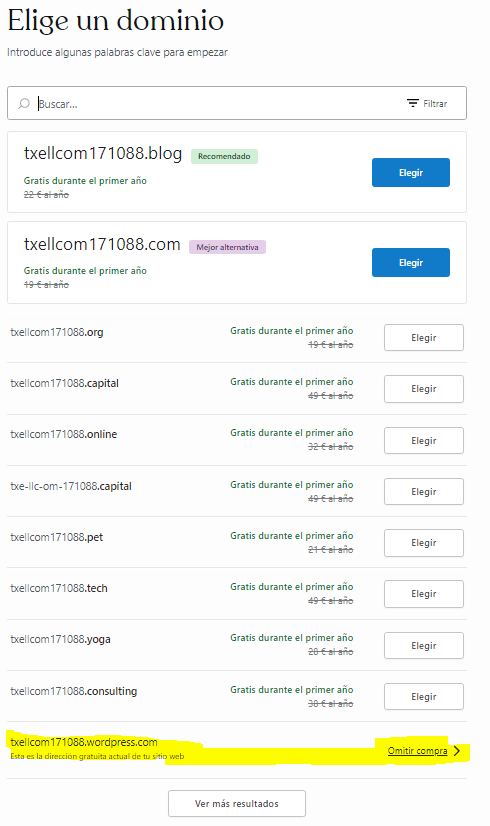 Elige un dominio
Introduce algunas palabras clave para empezar
Buscar...
Filtrar
txellcom171088.blog Recomendado
Gratis durante el primer año
22 € al año
Elegir
txellcom171088.com Mejor alternativa
Gratis durante el primer año
19 € al año
Elegir
txellcom171088.org
Gratis durante el primer año
19 € al año
Elegir
txellcom171088.capital
Gratis durante el primer año
49 € al año
Elegir
txellcom171088.online
Gratis durante el primer año
32 € al año
Elegir
txe-llc-om-171088.capital
Gratis durante el primer año
49 € al año
Elegir
txellcom171088.pet
Gratis durante el primer año
21 € al año
Elegir
txellcom171088.tech
Gratis durante el primer año
49 € al año
Elegir
txellcom171088.yoga
Gratis durante el primer año
28 € al año
Elegir
txellcom171088.consulting
Gratis durante el primer año
38 € al año
Elegir
txellcom171088.wordpress.com
Esta es la dirección gratuita actual de tu sitio web
Omitir compra
Ver más resultados